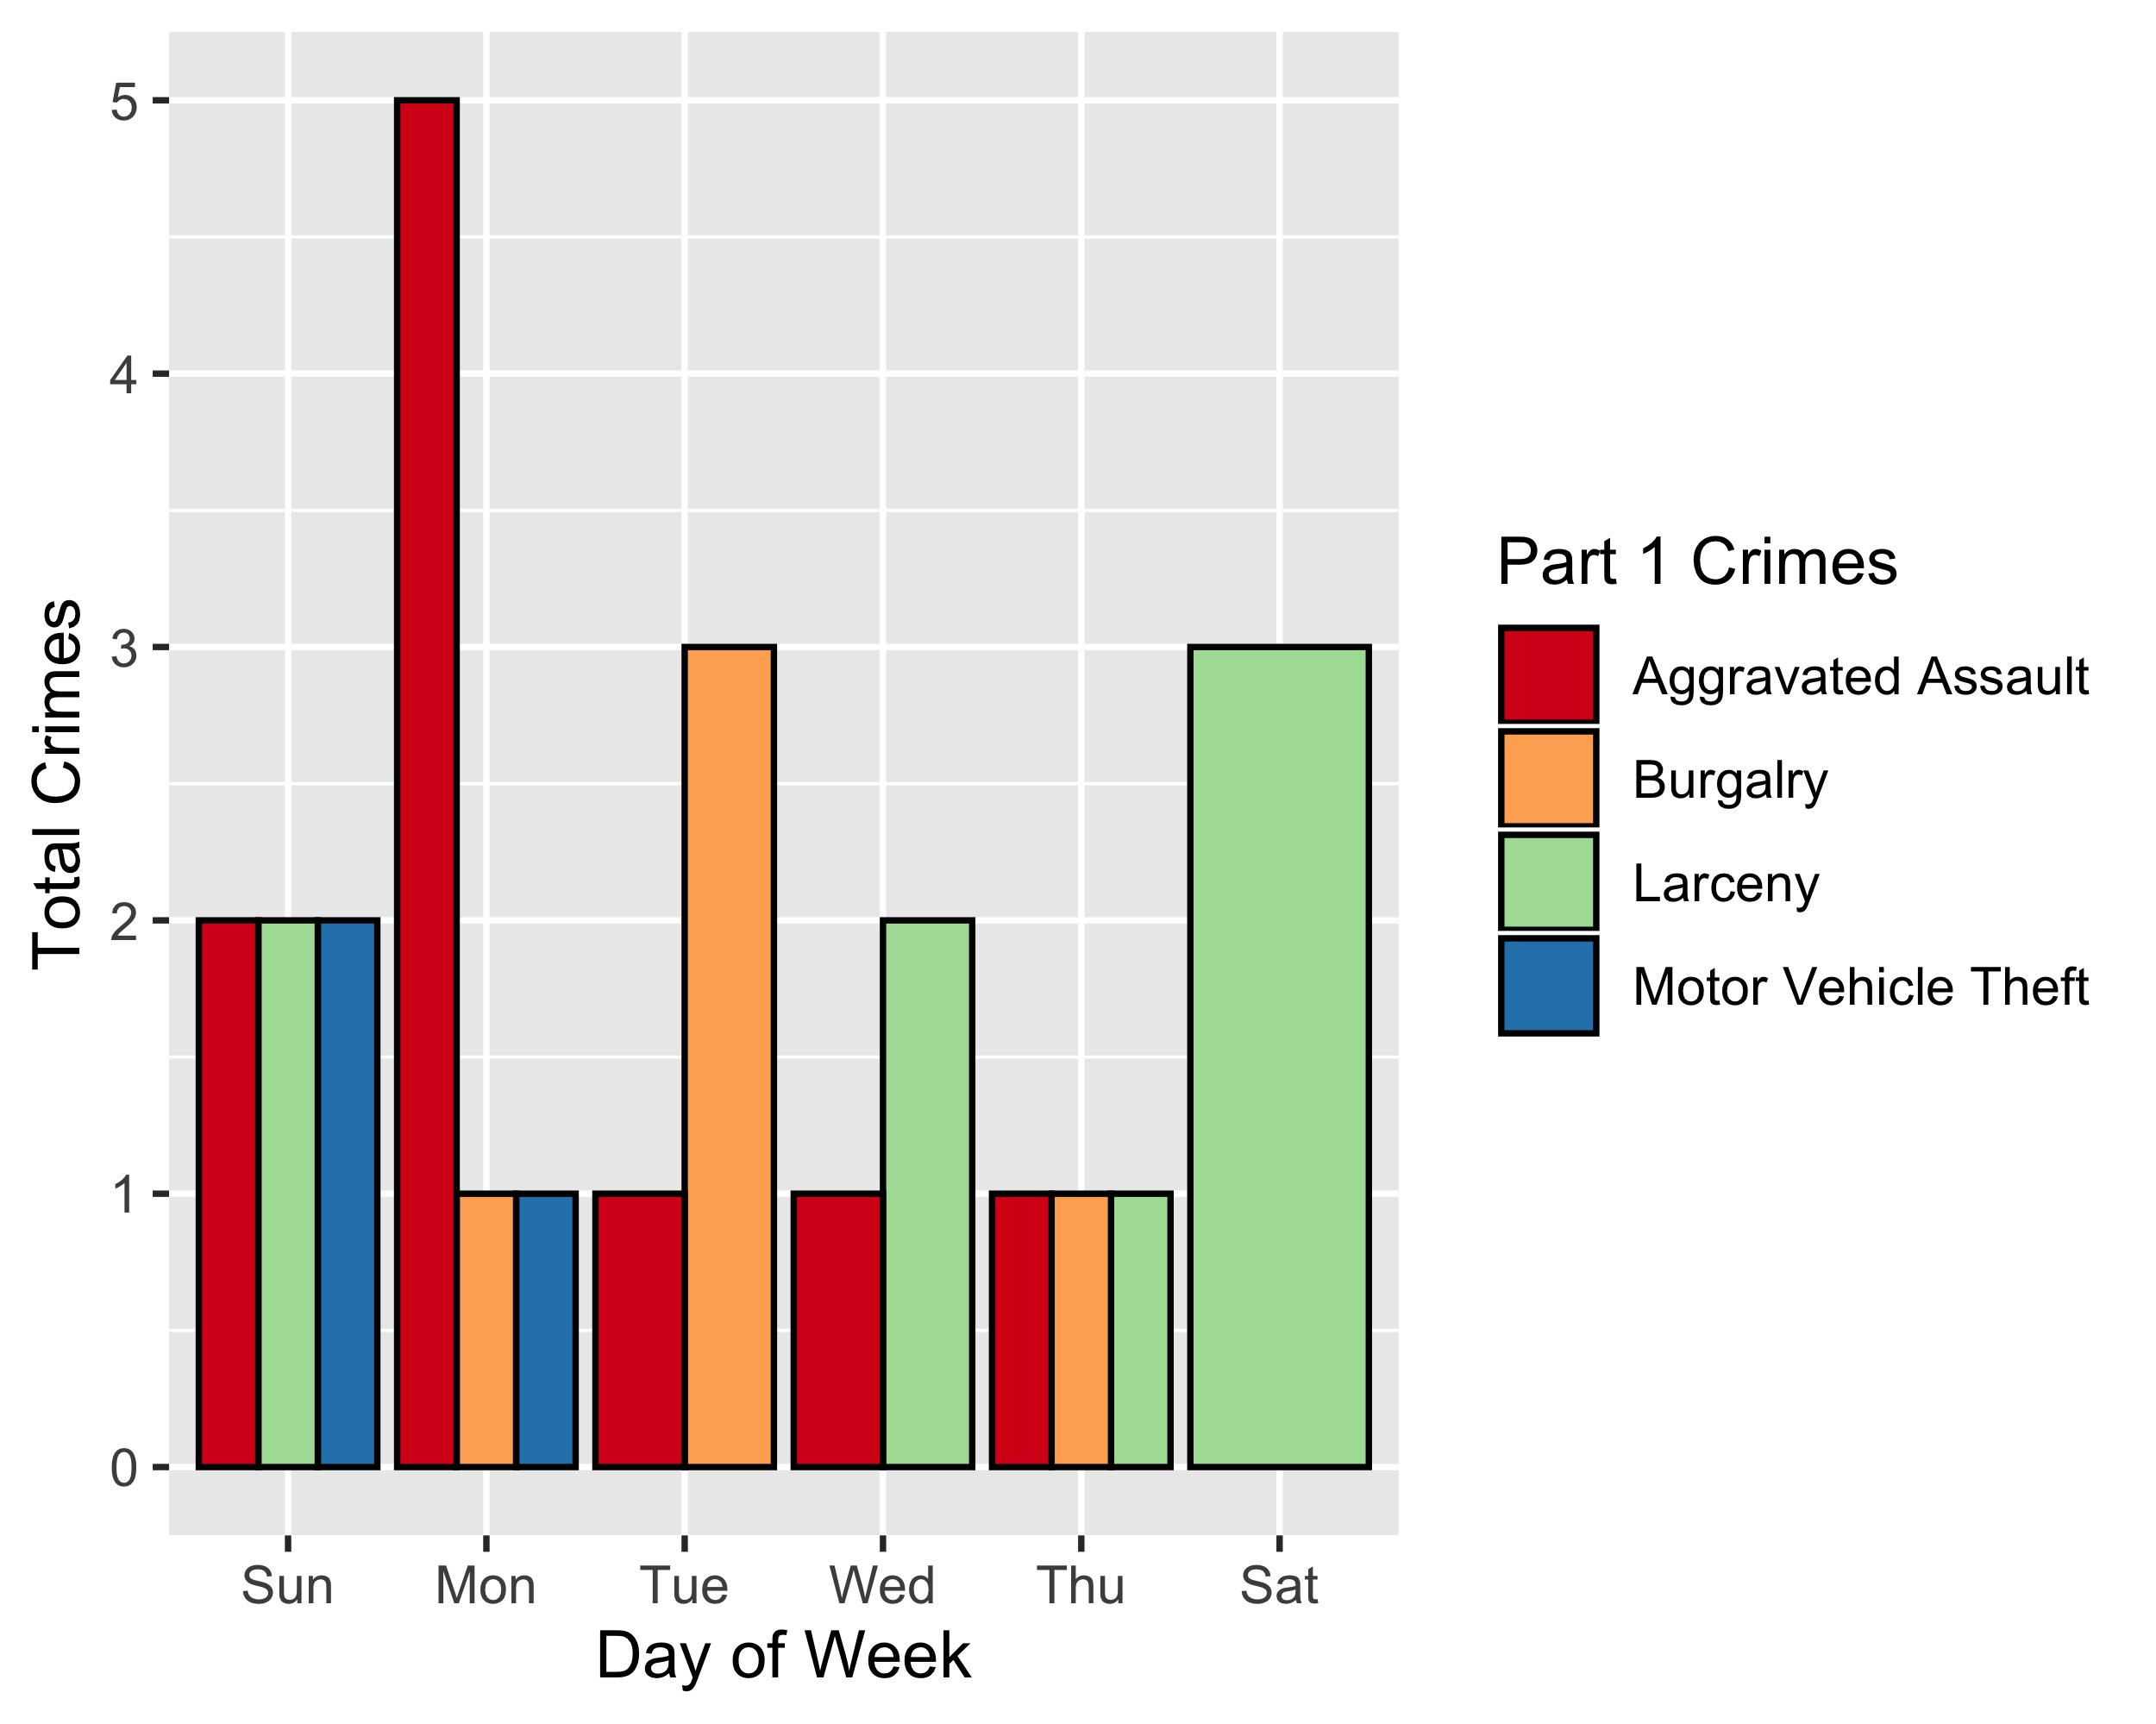 Total Crimes
5
4
3
2
1
0
Sun Mon Tue Wed Thu Sat
Day of Week
Part 1 Crimes
Aggravated Assault
Burgalry
Larceny
Motor Vehicle Theft